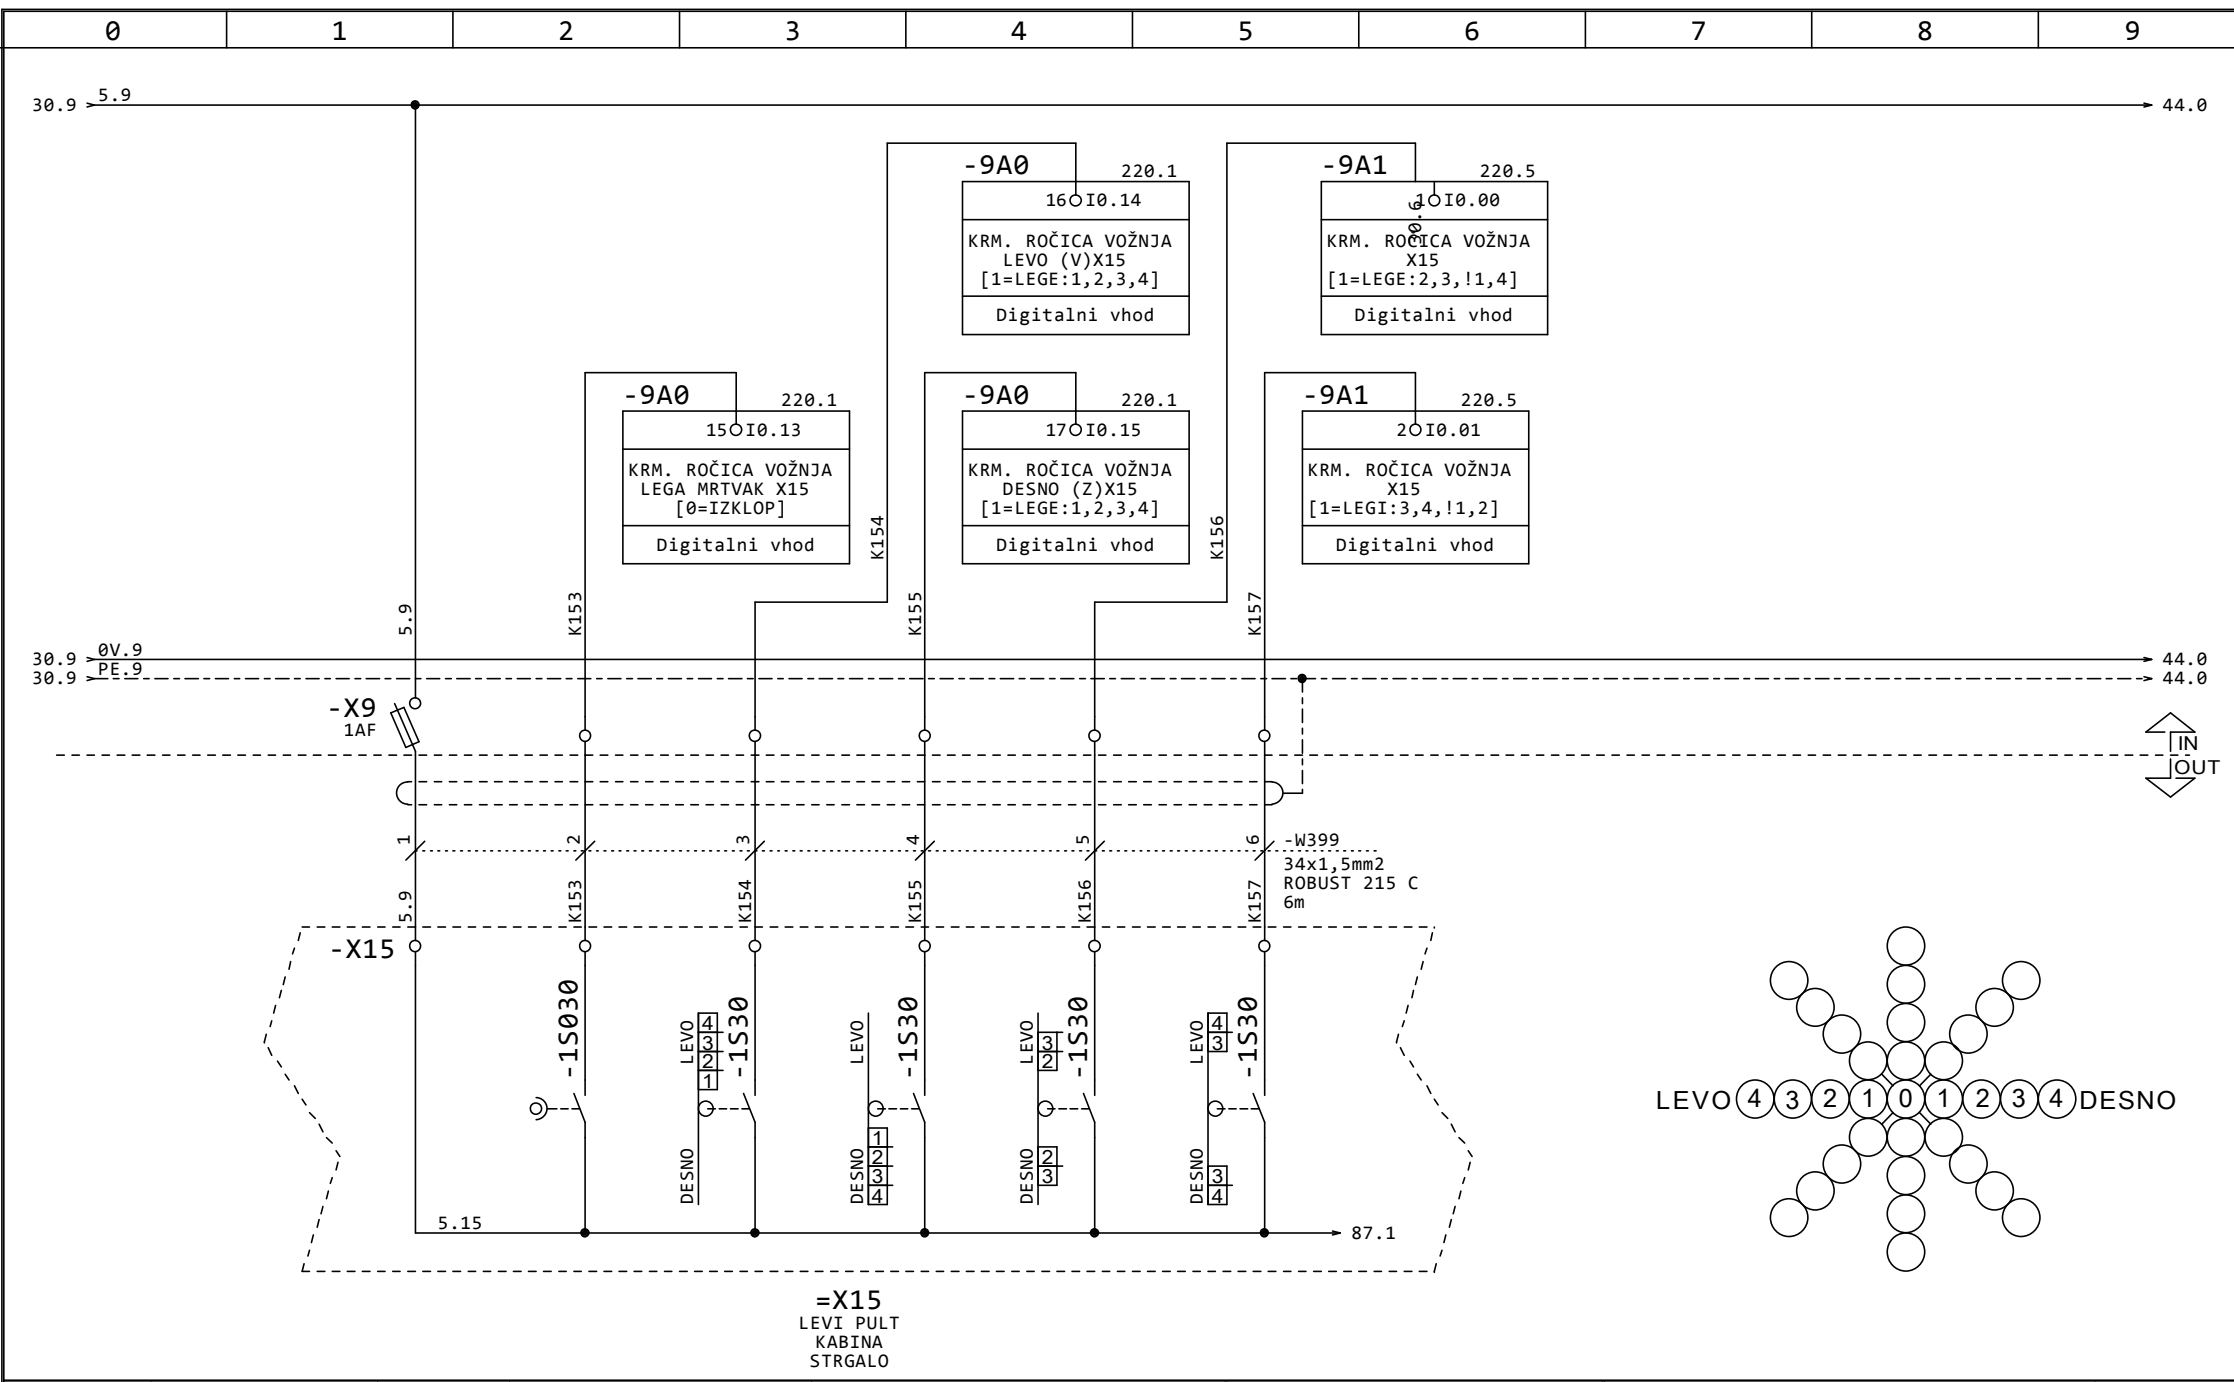 0 1 2 3 4 5 6 7 8 9
30.9 5.9 44.0
-9A0 220.1
16 I0.14
KRM. ROČICA VOŽNJA
LEVO (V)X15
[1=LEGE:1,2,3,4]
Digitalni vhod
-9A1 220.5
1 I0.00
KRM. ROČICA VOŽNJA
X15
[1=LEGE:2,3,!1,4]
Digitalni vhod
-9A0 220.1
15 I0.13
KRM. ROČICA VOŽNJA
LEGA MRTVAK X15
[0=IZKLOP]
Digitalni vhod
-9A0 220.1
17 I0.15
KRM. ROČICA VOŽNJA
DESNO (Z)X15
[1=LEGE:1,2,3,4]
Digitalni vhod
-9A1 220.5
2 I0.01
KRM. ROČICA VOŽNJA
X15
[1=LEGI:3,4,!1,2]
Digitalni vhod
K154 K156
5.9 K153 K155 K157
30.9 0V.9 44.0
30.9 PE.9 44.0
-X9
1AF
IN
OUT
1 2 3 4 5 6 -W399
34x1,5mm2
ROBUST 215 C
6m
5.9 K153 K154 K155 K156 K157
-X15
-1S030 -1S30 -1S30 -1S30 -1S30
LEVO 4 3 2 1
DESNO
LEVO
DESNO 1 2 3 4
LEVO 3 2
DESNO 2 3
LEVO 4 3
DESNO 3 4
LEVO 4 3 2 1 0 1 2 3 4 DESNO
5.15 87.1
=X15
LEVI PULT
KABINA
STRGALO